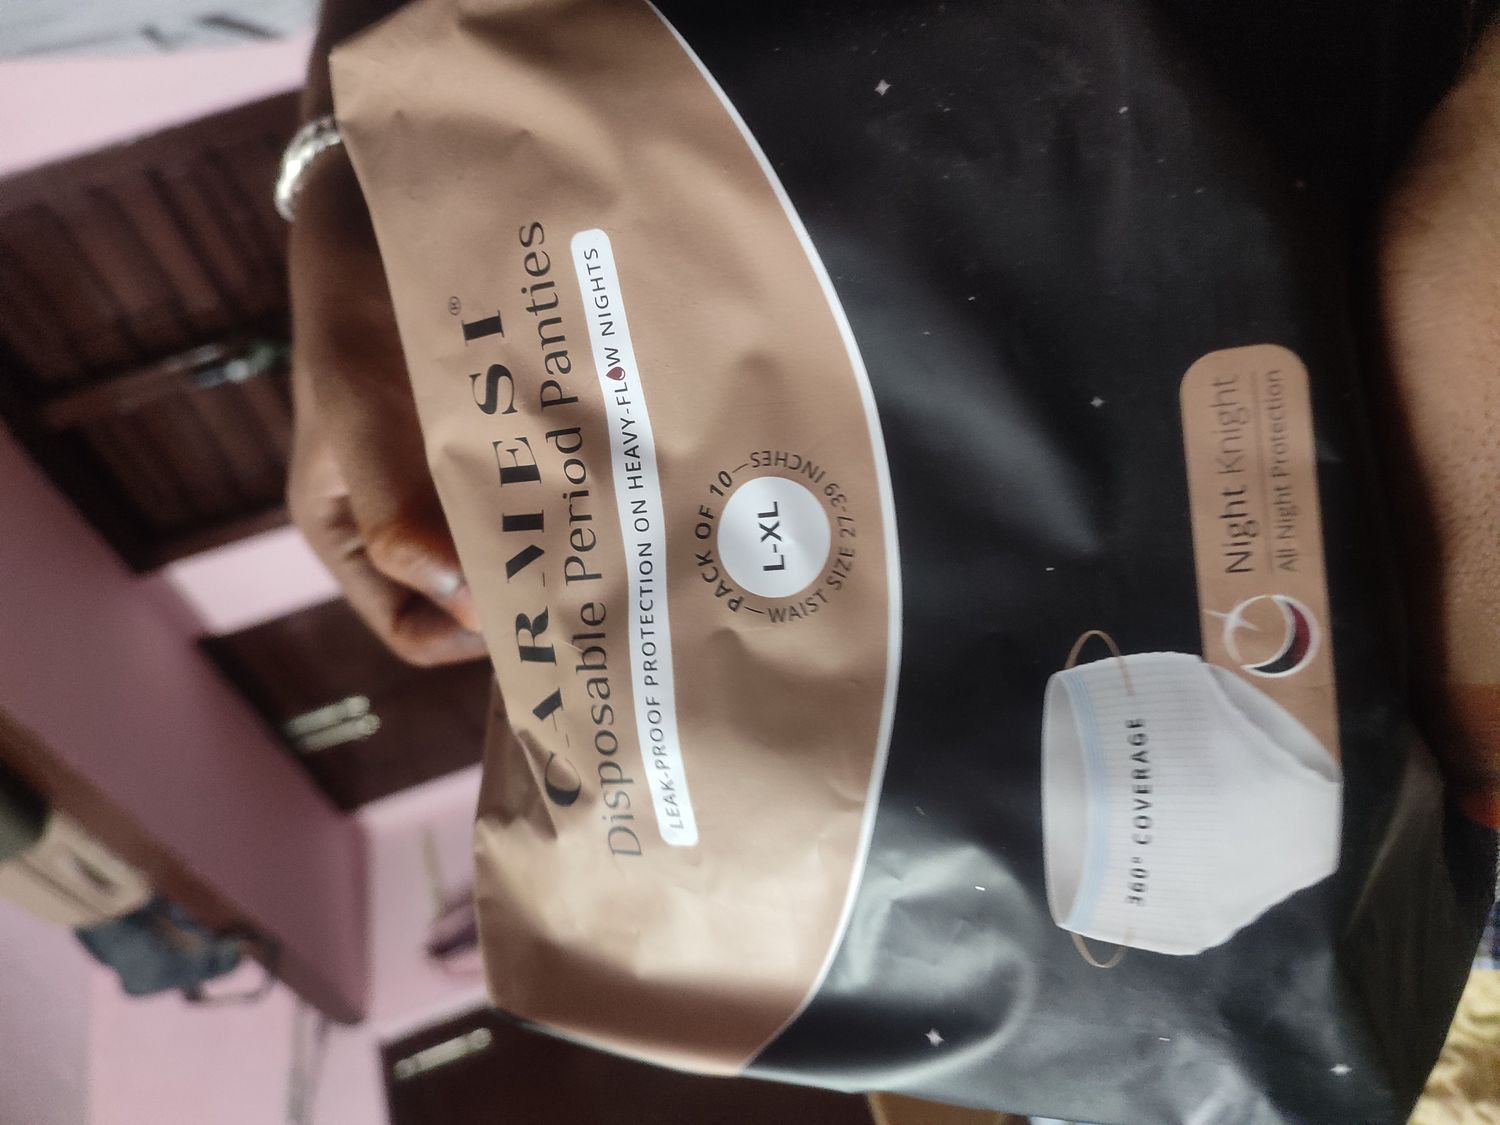 CARMESI®
Disposable Period Panties
LEAK-PROOF PROTECTION ON HEAVY-FLOW NIGHTS
PACK OF 10
L-XL
WAIST SIZE 27-39 INCHES
360° COVERAGE
Night Knight
All-Night Protection